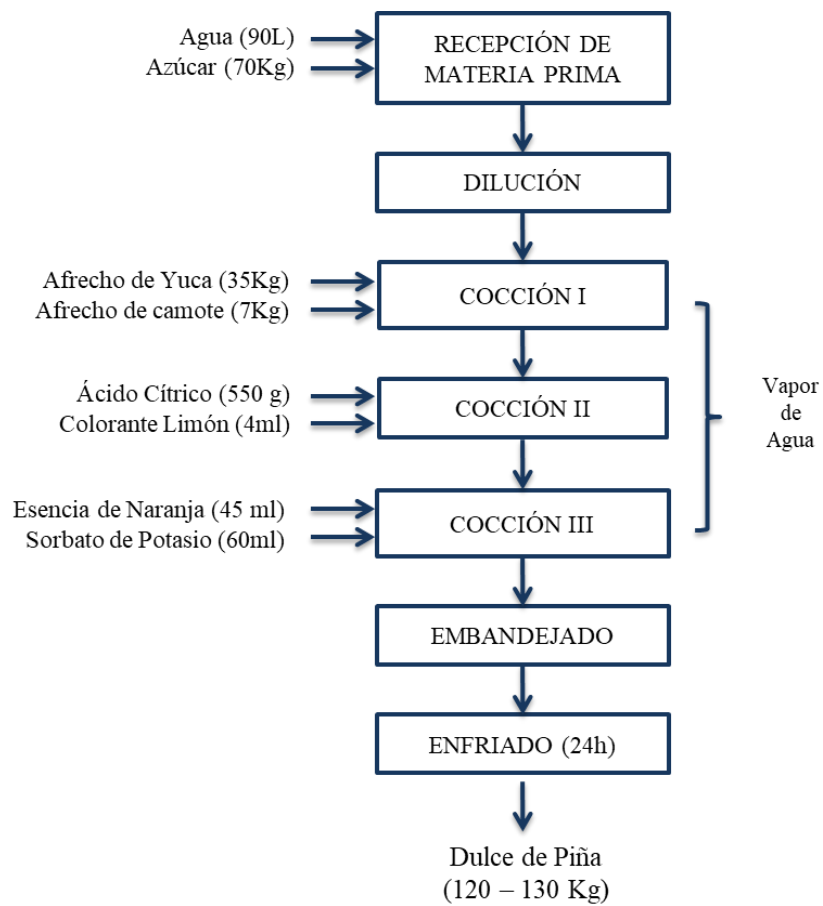 Agua (90L)
Azúcar (70Kg)
RECEPCIÓN DE
MATERIA PRIMA
DILUCIÓN
Afrecho de Yuca (35Kg)
Afrecho de camote (7Kg)
COCCIÓN I
Vapor
de
Agua
Ácido Cítrico (550 g)
Colorante Limón (4ml)
COCCIÓN II
Esencia de Naranja (45 ml)
Sorbato de Potasio (60ml)
COCCIÓN III
EMBANDEJADO
ENFRIADO (24h)
Dulce de Piña
(120 – 130 Kg)